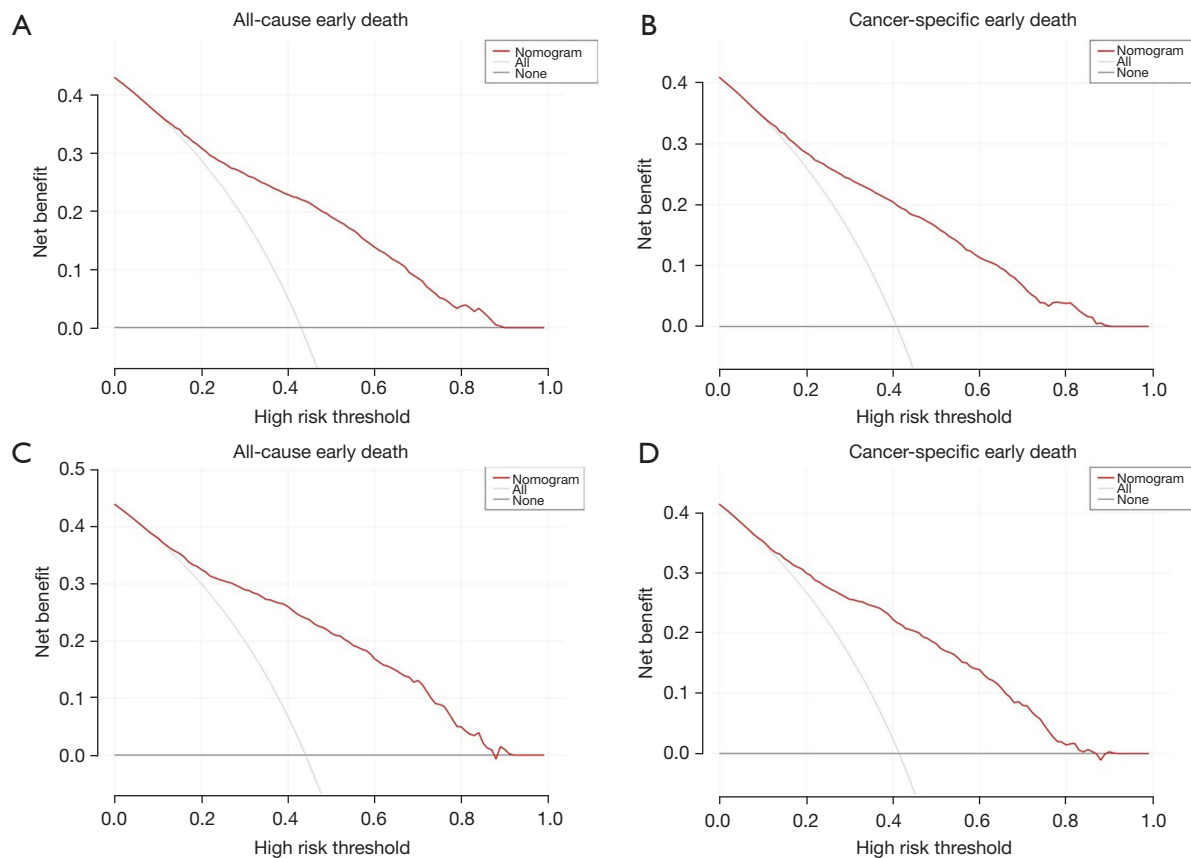 A
All-cause early death
Nomogram
All
None
0.4
0.3
0.2
0.1
0.0
Net benefit
0.0 0.2 0.4 0.6 0.8 1.0
High risk threshold
B
Cancer-specific early death
Nomogram
All
None
0.4
0.3
0.2
0.1
0.0
Net benefit
0.0 0.2 0.4 0.6 0.8 1.0
High risk threshold
C
All-cause early death
Nomogram
All
None
0.5
0.4
0.3
0.2
0.1
0.0
Net benefit
0.0 0.2 0.4 0.6 0.8 1.0
High risk threshold
D
Cancer-specific early death
Nomogram
All
None
0.4
0.3
0.2
0.1
0.0
Net benefit
0.0 0.2 0.4 0.6 0.8 1.0
High risk threshold